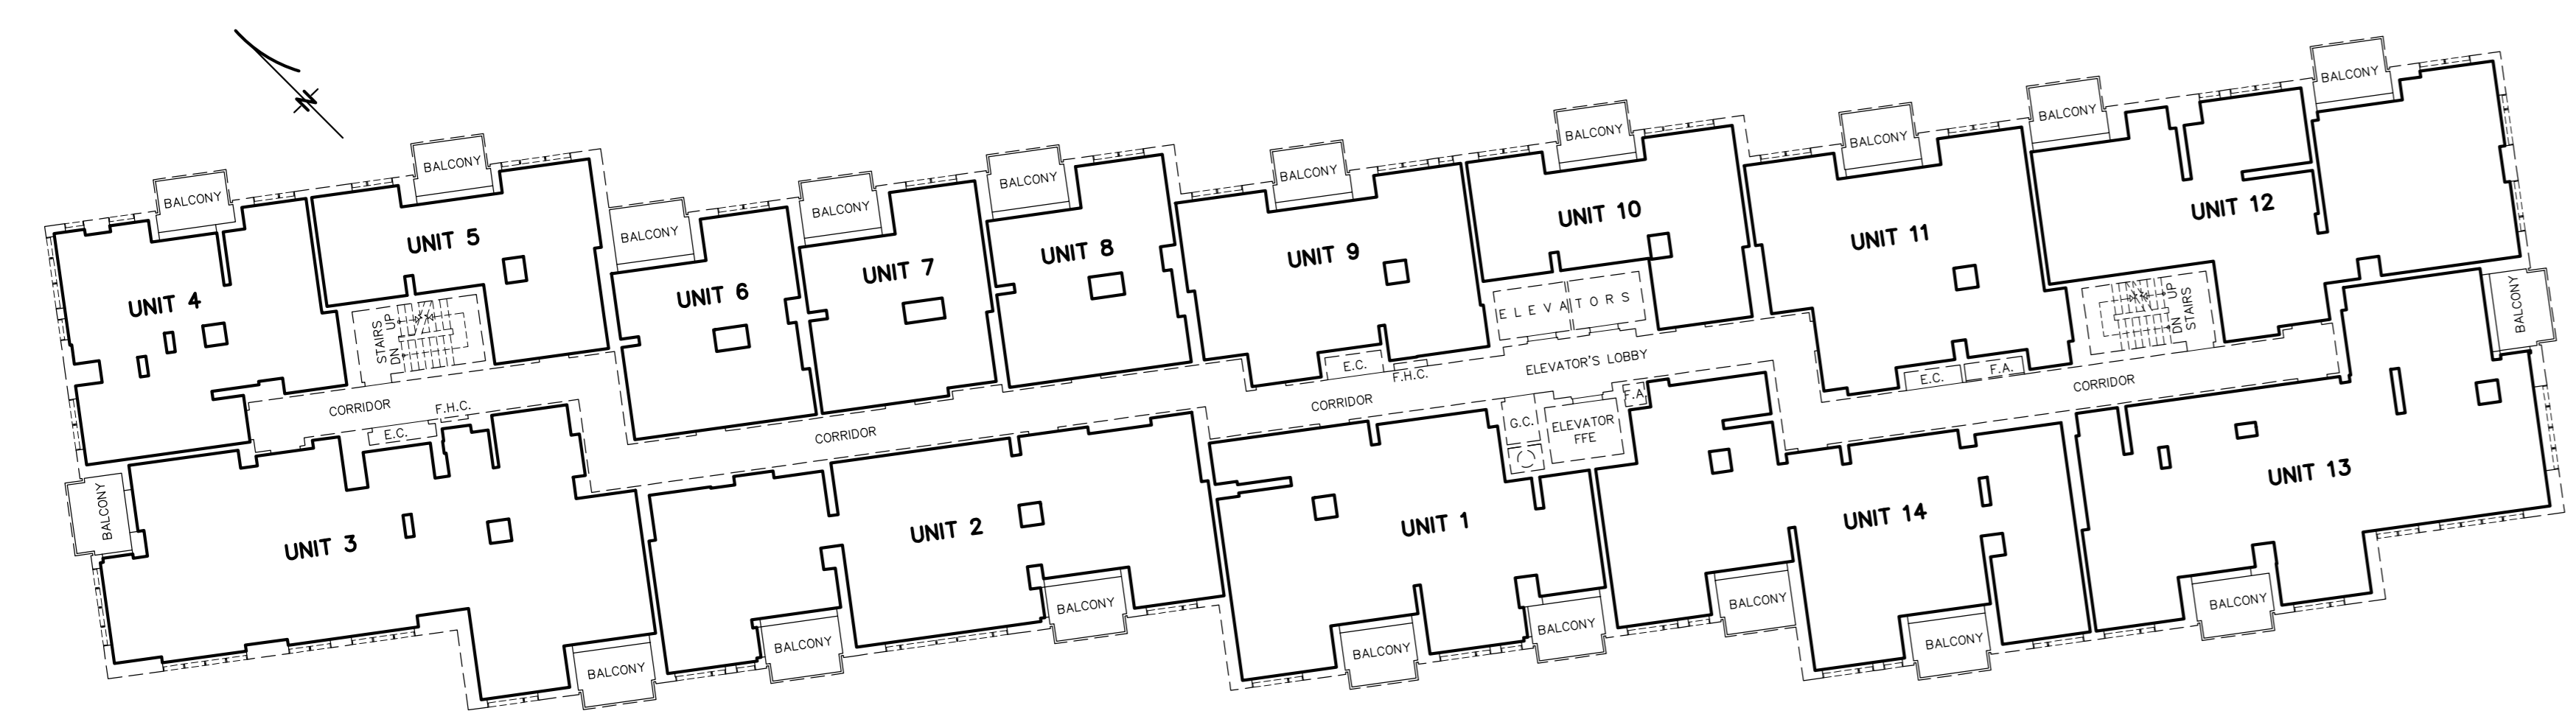 N
BALCONY
BALCONY
BALCONY
BALCONY
BALCONY
BALCONY
BALCONY
BALCONY
BALCONY
BALCONY
BALCONY
UNIT 4
UNIT 5
UNIT 6
UNIT 7
UNIT 8
UNIT 9
UNIT 10
UNIT 11
UNIT 12
STAIRS
DN UP
ELEVATORS
UP
DN
STAIRS
BALCONY
CORRIDOR
F.H.C.
E.C.
CORRIDOR
E.C.
F.H.C.
CORRIDOR
ELEVATOR'S LOBBY
G.C.
ELEVATOR
FFE
F.A.
E.C.
F.A.
CORRIDOR
BALCONY
UNIT 3
UNIT 2
UNIT 1
UNIT 14
UNIT 13
BALCONY
BALCONY
BALCONY
BALCONY
BALCONY
BALCONY
BALCONY
BALCONY